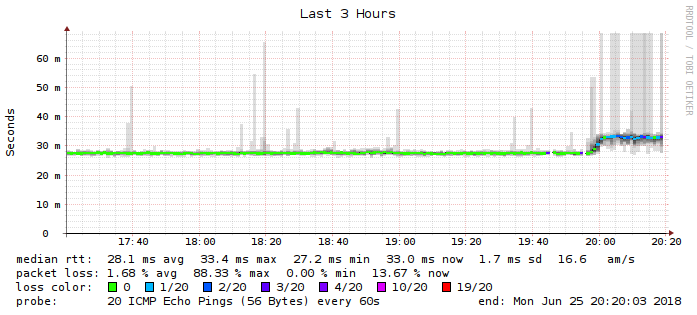 Last 3 Hours
RRDTOOL / TOBI OETIKER
Seconds
60 m
50 m
40 m
30 m
20 m
10 m
0
17:40 18:00 18:20 18:40 19:00 19:20 19:40 20:00 20:20
median rtt: 28.1 ms avg 33.4 ms max 27.2 ms min 33.0 ms now 1.7 ms sd 16.6 am/s
packet loss: 1.68 % avg 88.33 % max 0.00 % min 13.67 % now
loss color: 0 1/20 2/20 3/20 4/20 10/20 19/20
probe: 20 ICMP Echo Pings (56 Bytes) every 60s end: Mon Jun 25 20:20:03 2018